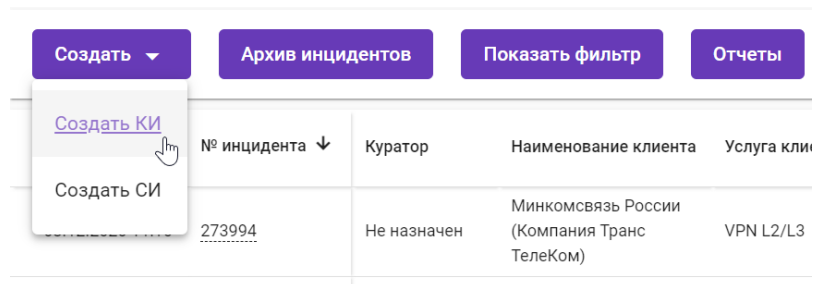 Создать
Архив инцидентов
Показать фильтр
Отчеты
Создать КИ
Создать СИ
№ инцидента
Куратор
Наименование клиента
Услуга
273994
Не назначен
Минкомсвязь России
(Компания Транс
ТелеКом)
VPN L2/L3